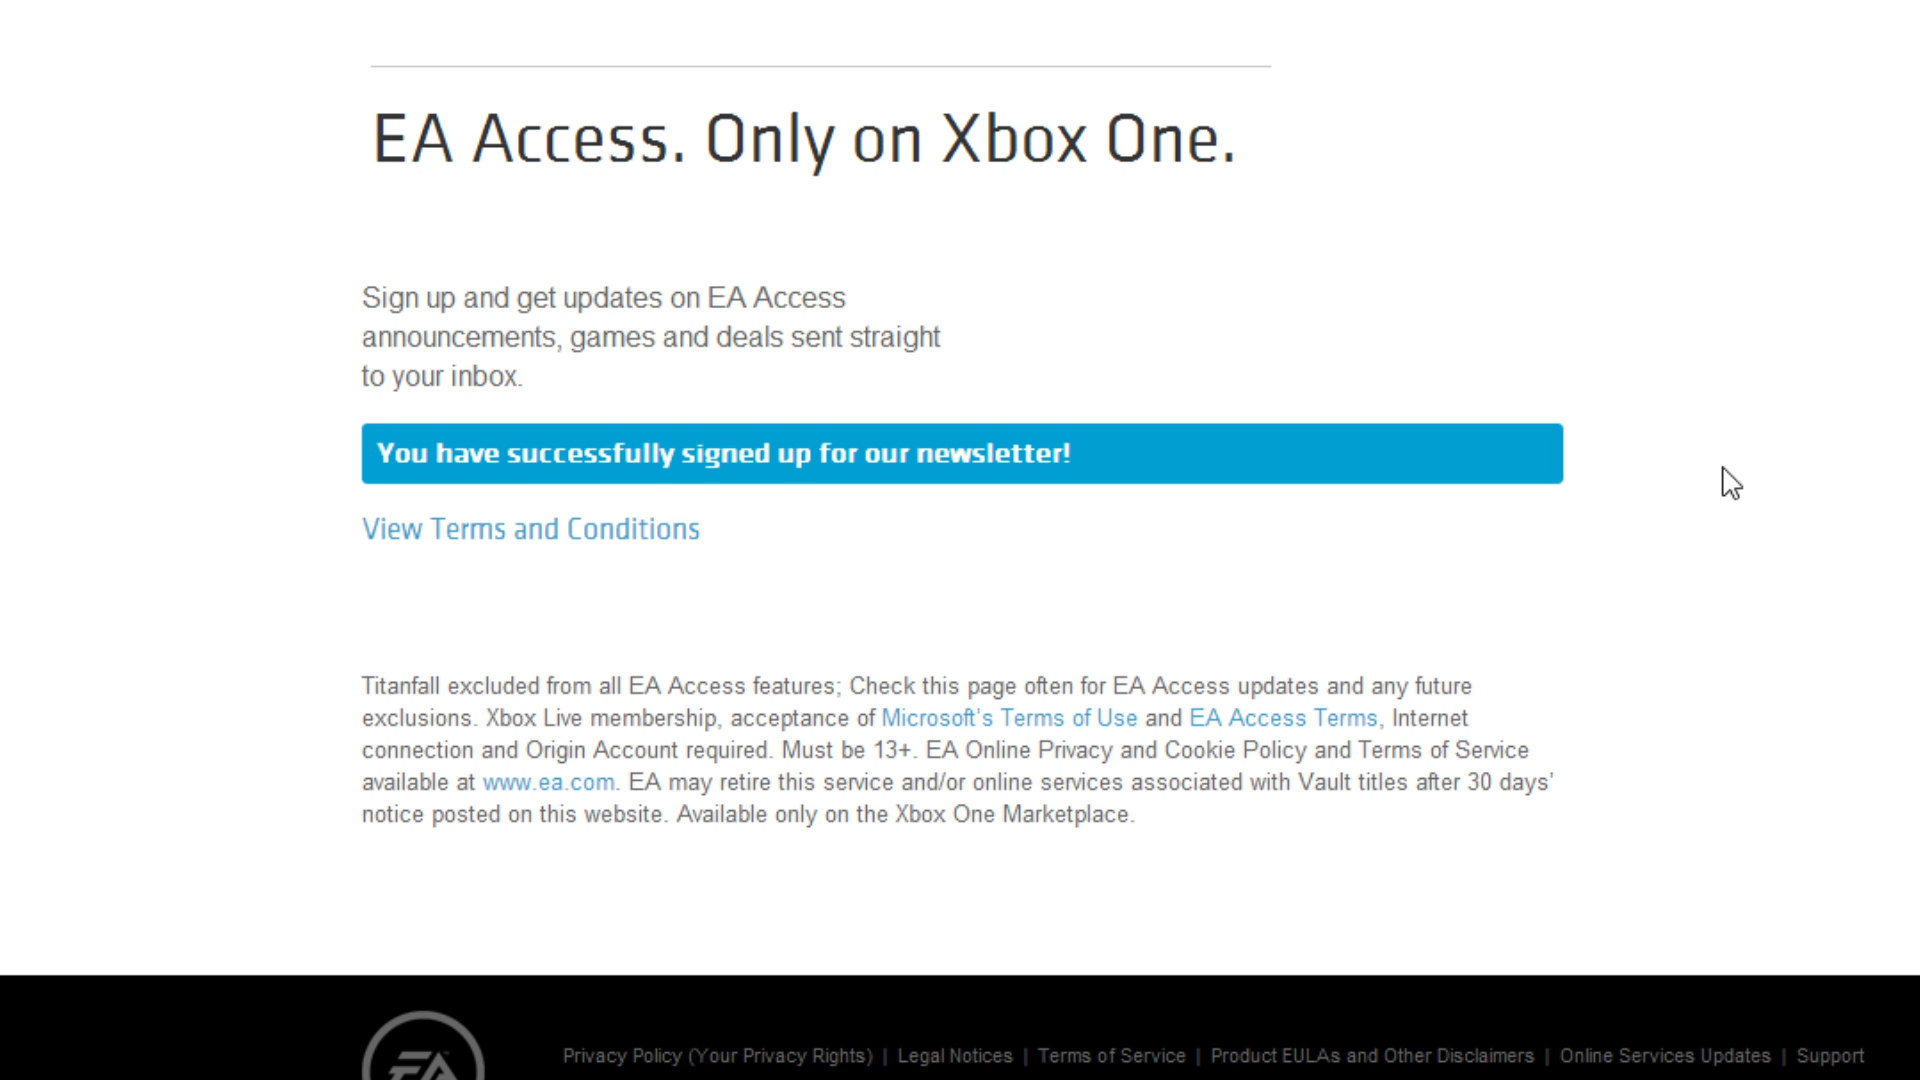 EA Access. Only on Xbox One.
Sign up and get updates on EA Access
announcements, games and deals sent straight
to your inbox.
You have successfully signed up for our newsletter!
View Terms and Conditions
Titanfall excluded from all EA Access features; Check this page often for EA Access updates and any future
exclusions. Xbox Live membership, acceptance of Microsoft's Terms of Use and EA Access Terms, Internet
connection and Origin Account required. Must be 13+. EA Online Privacy and Cookie Policy and Terms of Service
available at www.ea.com. EA may retire this service and/or online services associated with Vault titles after 30 days'
notice posted on this website. Available only on the Xbox One Marketplace.
EA
Privacy Policy (Your Privacy Rights) | Legal Notices | Terms of Service | Product EULAs and Other Disclaimers | Online Services Updates | Support